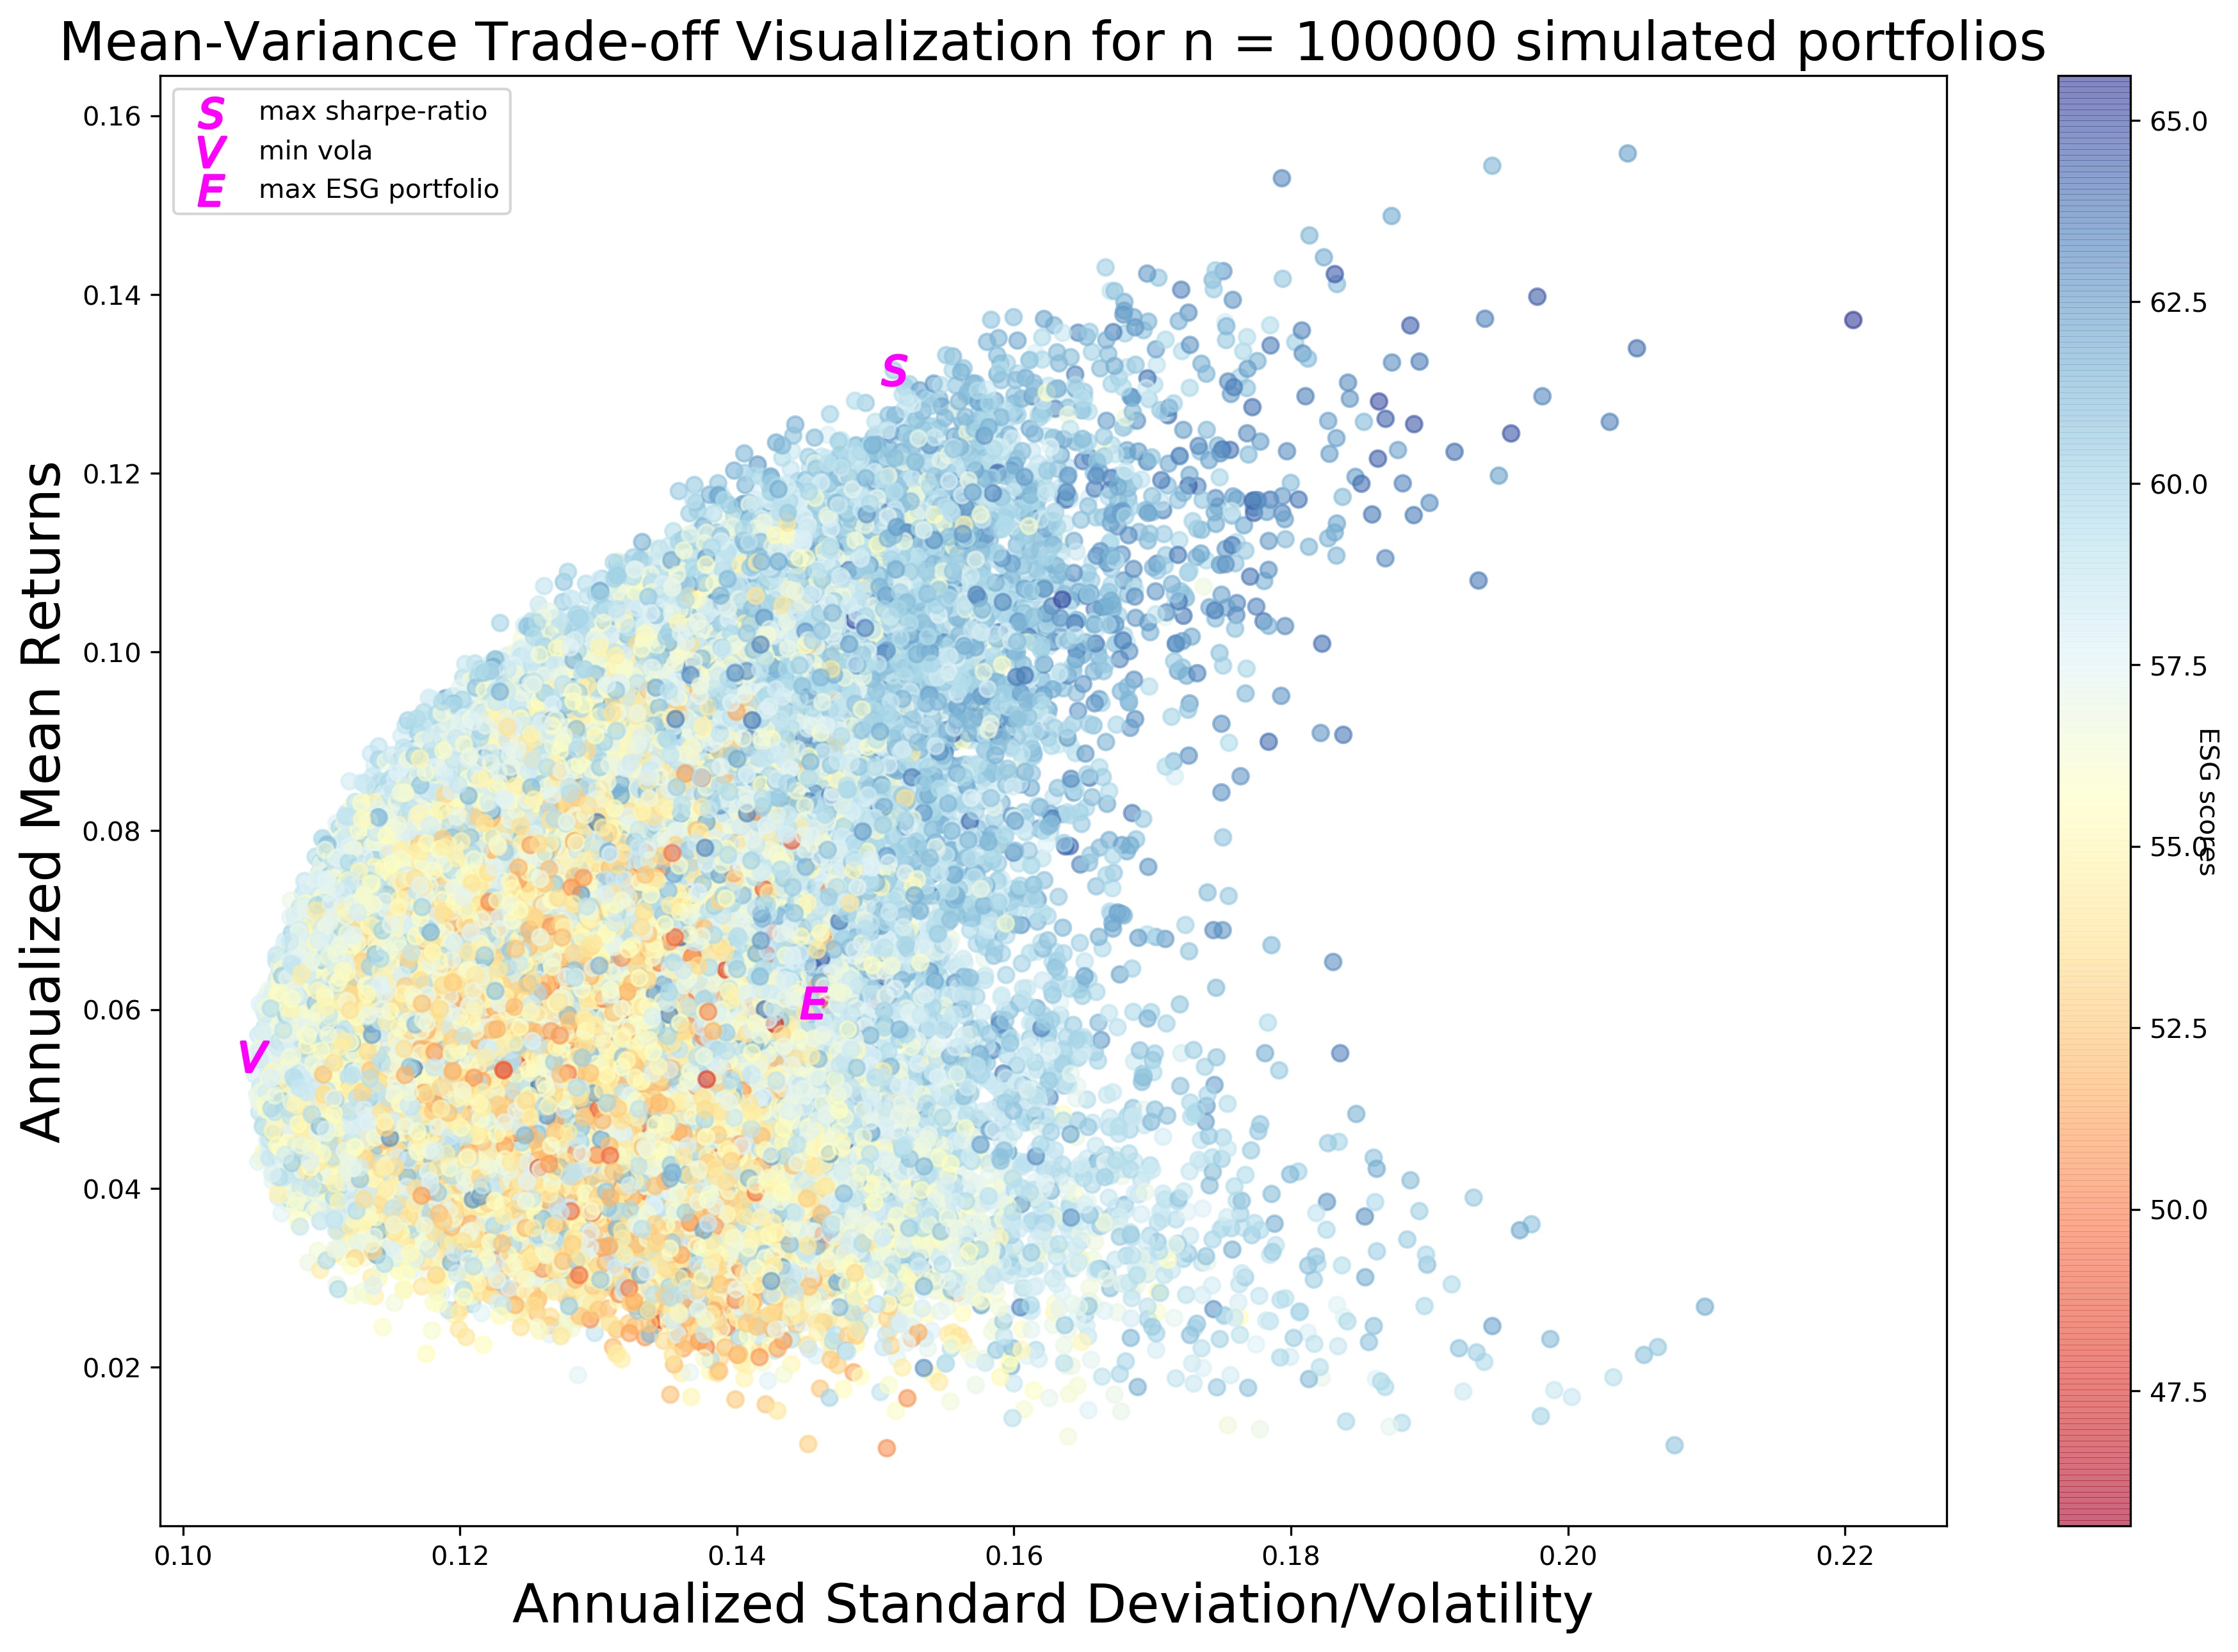 Mean-Variance Trade-off Visualization for n = 100000 simulated portfolios
S max sharpe-ratio
V min vola
E max ESG portfolio
Annualized Mean Returns
0.16
0.14
0.12
0.10
0.08
0.06
0.04
0.02
S
E
V
0.10 0.12 0.14 0.16 0.18 0.20 0.22
Annualized Standard Deviation/Volatility
65.0
62.5
60.0
57.5
55.0
52.5
50.0
47.5
ESG scores